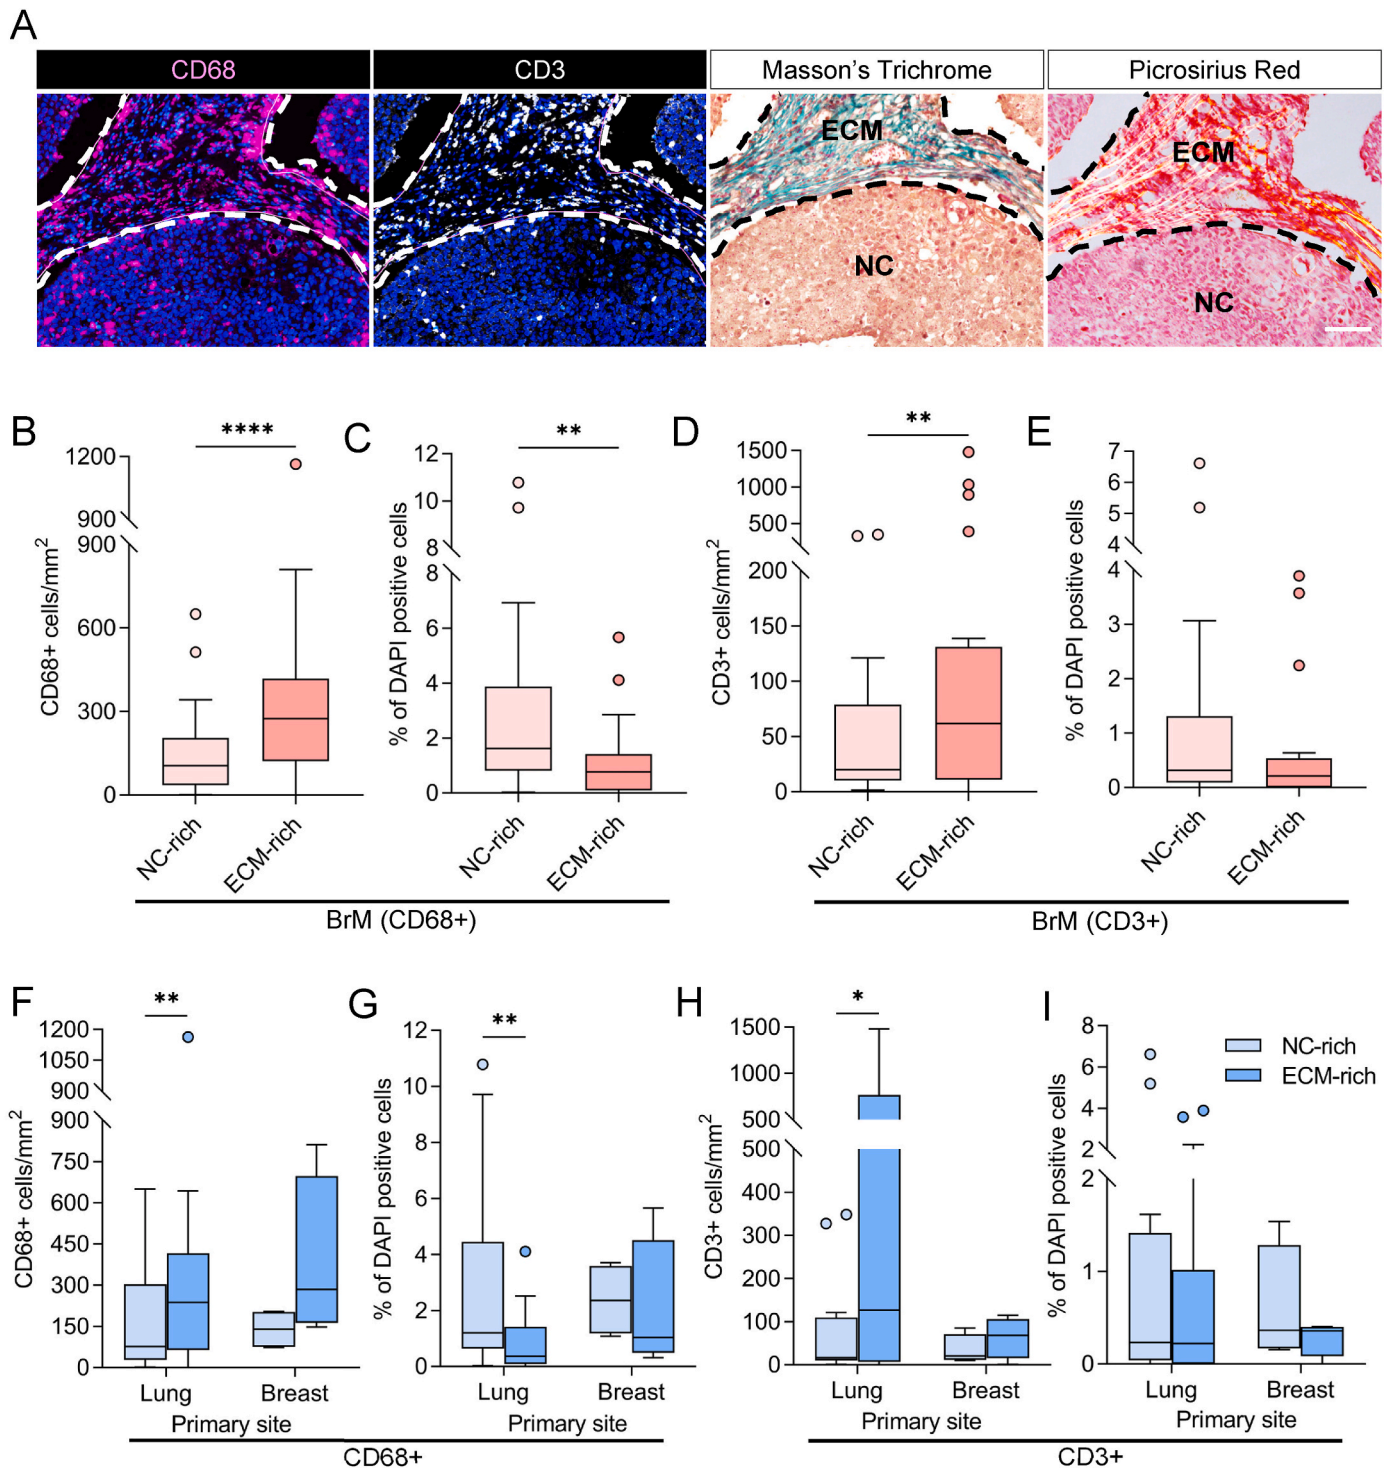 A
CD68
CD3
Masson's Trichrome
Picrosirius Red
ECM
NC
ECM
NC
B
CD68+ cells/mm²
1200
900
900
600
300
0
****
NC-rich
ECM-rich
C
% of DAPI positive cells
12
10
8
8
6
4
2
0
**
NC-rich
ECM-rich
BrM (CD68+)
D
CD3+ cells/mm²
1500
1000
500
200
150
100
50
0
**
NC-rich
ECM-rich
E
% of DAPI positive cells
7
6
5
4
4
3
2
1
0
NC-rich
ECM-rich
BrM (CD3+)
F
CD68+ cells/mm²
1200
1050
900
900
750
600
450
300
150
0
**
Lung
Breast
Primary site
G
% of DAPI positive cells
12
10
8
6
4
2
0
**
Lung
Breast
Primary site
CD68+
H
CD3+ cells/mm²
1500
1000
500
500
400
300
200
100
0
*
Lung
Breast
Primary site
I
% of DAPI positive cells
8
6
4
2
2
1
0
NC-rich
ECM-rich
Lung
Breast
Primary site
CD3+